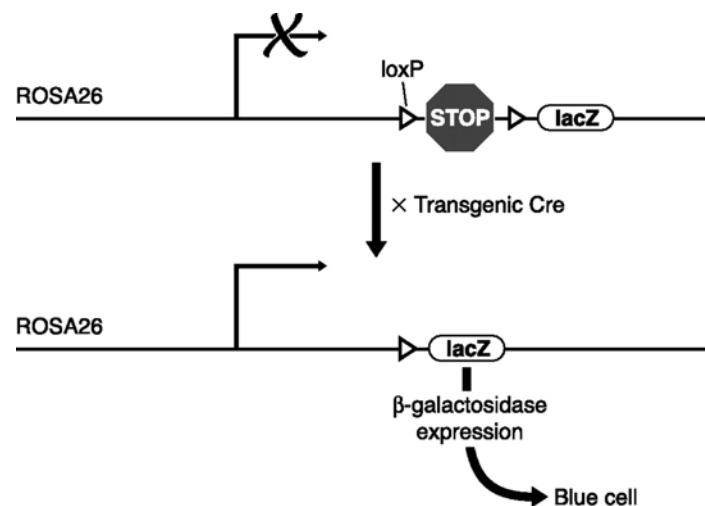 loxP
ROSA26
STOP
lacZ
× Transgenic Cre
ROSA26
lacZ
β-galactosidase
expression
Blue cell